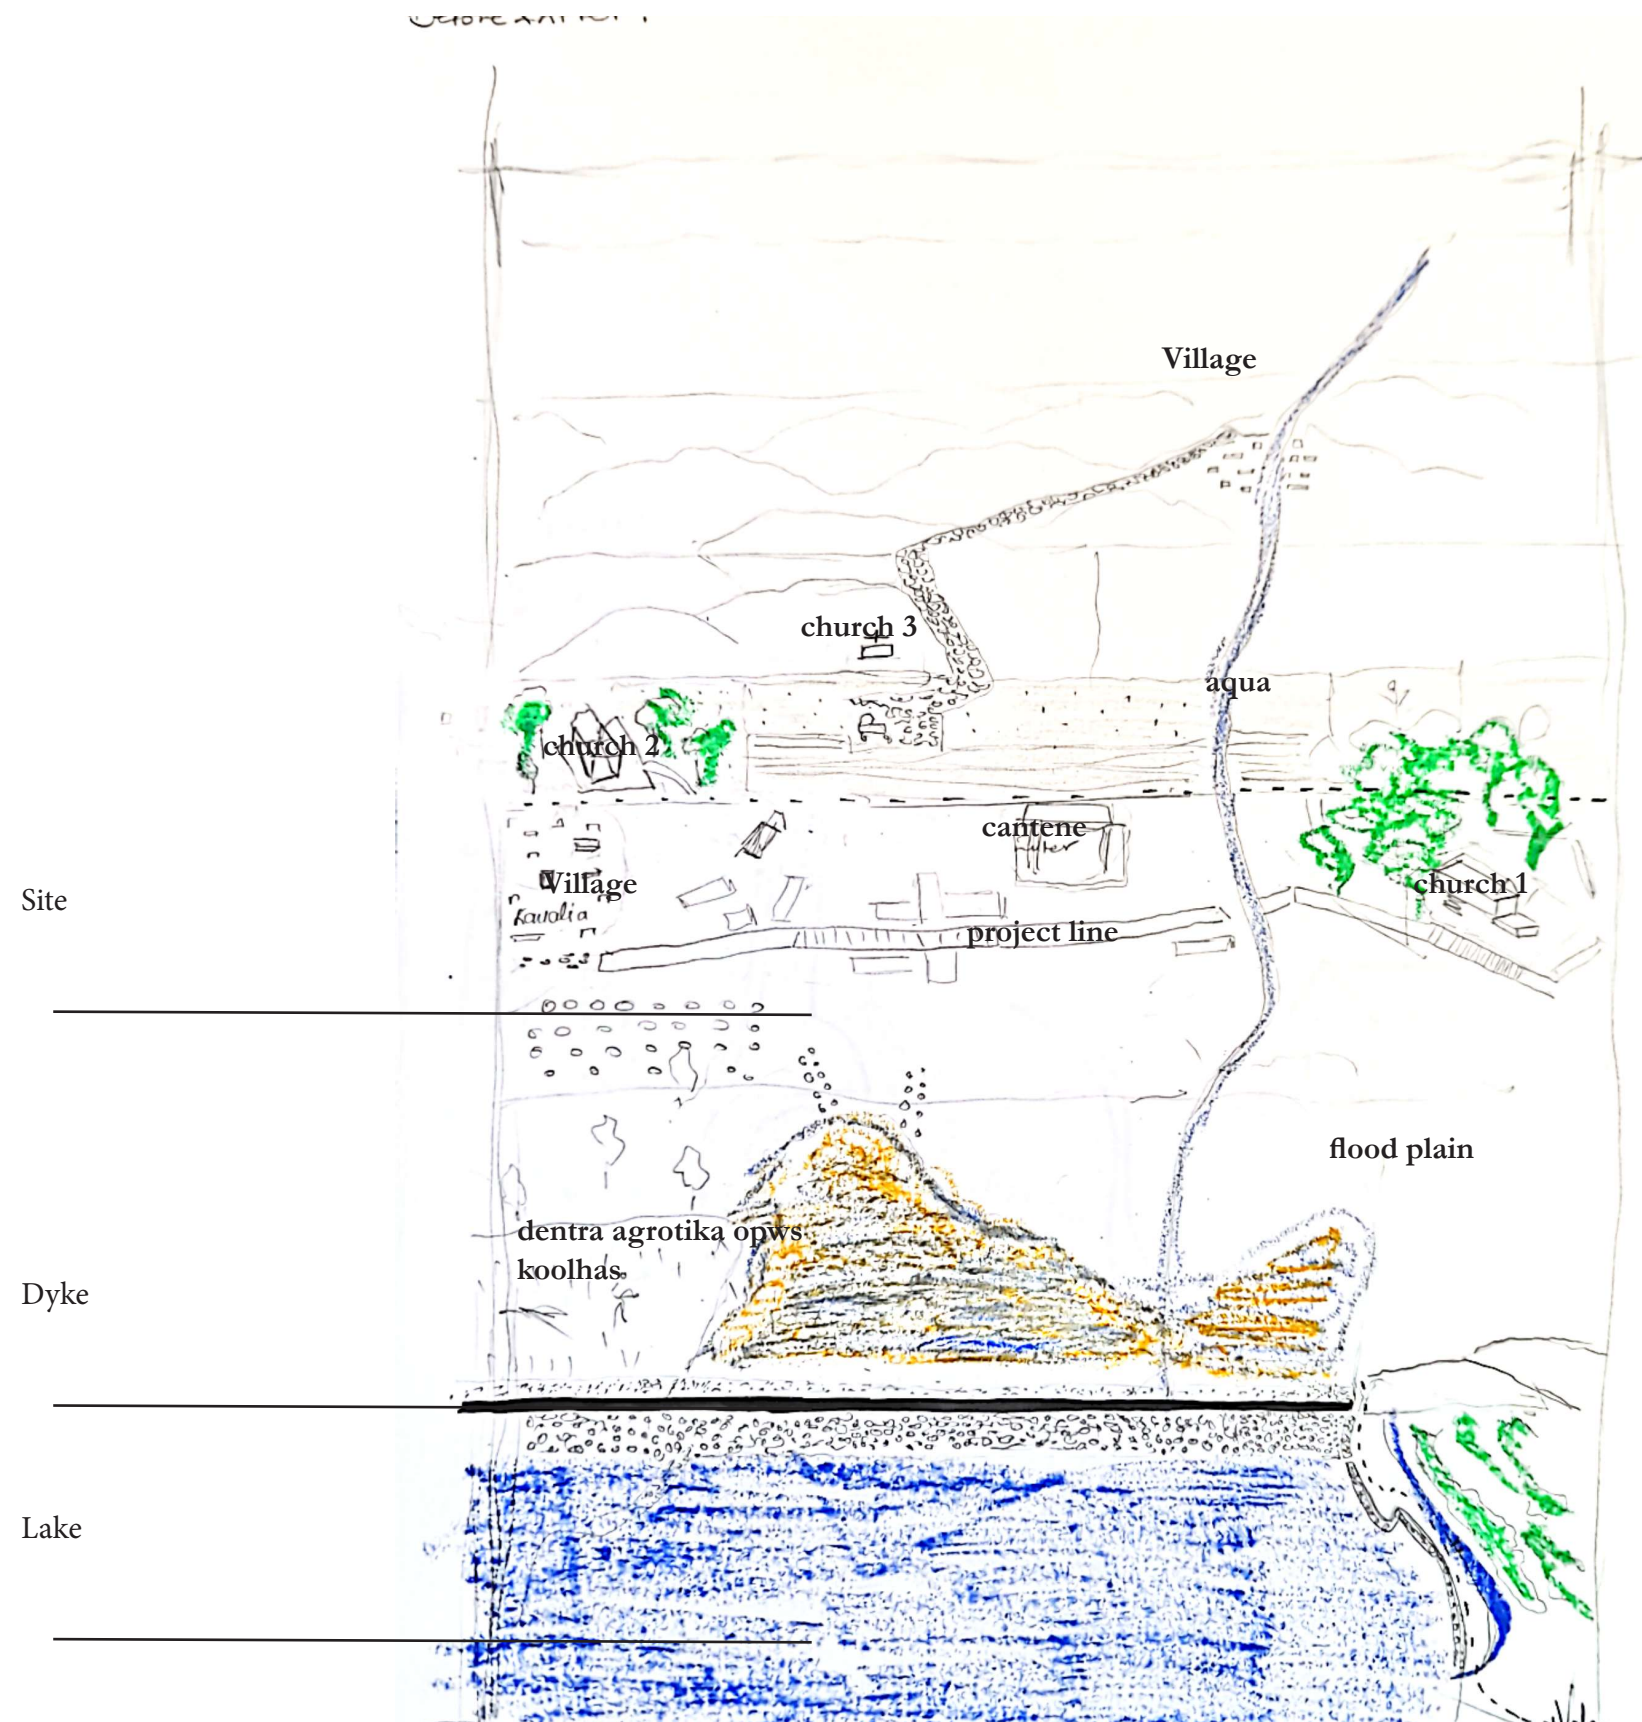 Village
church 3
aqua
church 2
P
cantene
Site
Village
church 1
Kavalia
project line
flood plain
dentra agrotika opws
koolhas
Dyke
Lake